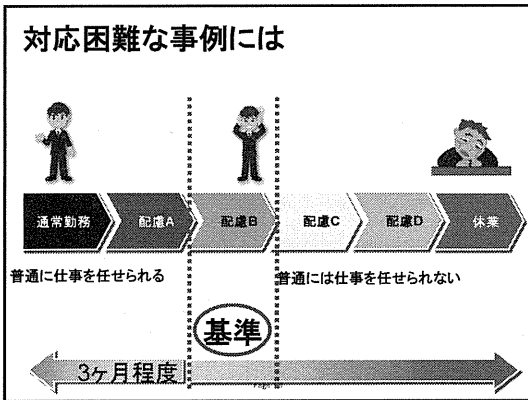 対応困難な事例には
通常勤務 配慮A 配慮B 配慮C 配慮D 休業
普通に仕事を任せられる 普通には仕事を任せられない
基準
3ヶ月程度